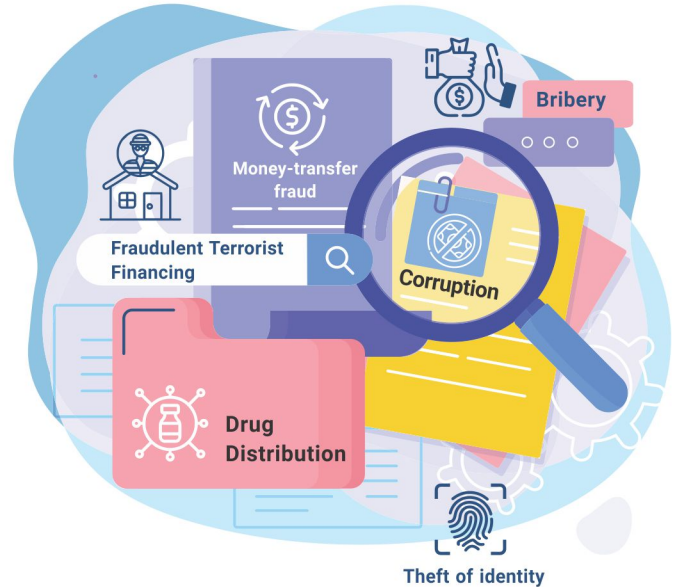 Bribery
Money-transfer
fraud
Fraudulent Terrorist
Financing
Corruption
Drug
Distribution
Theft of identity